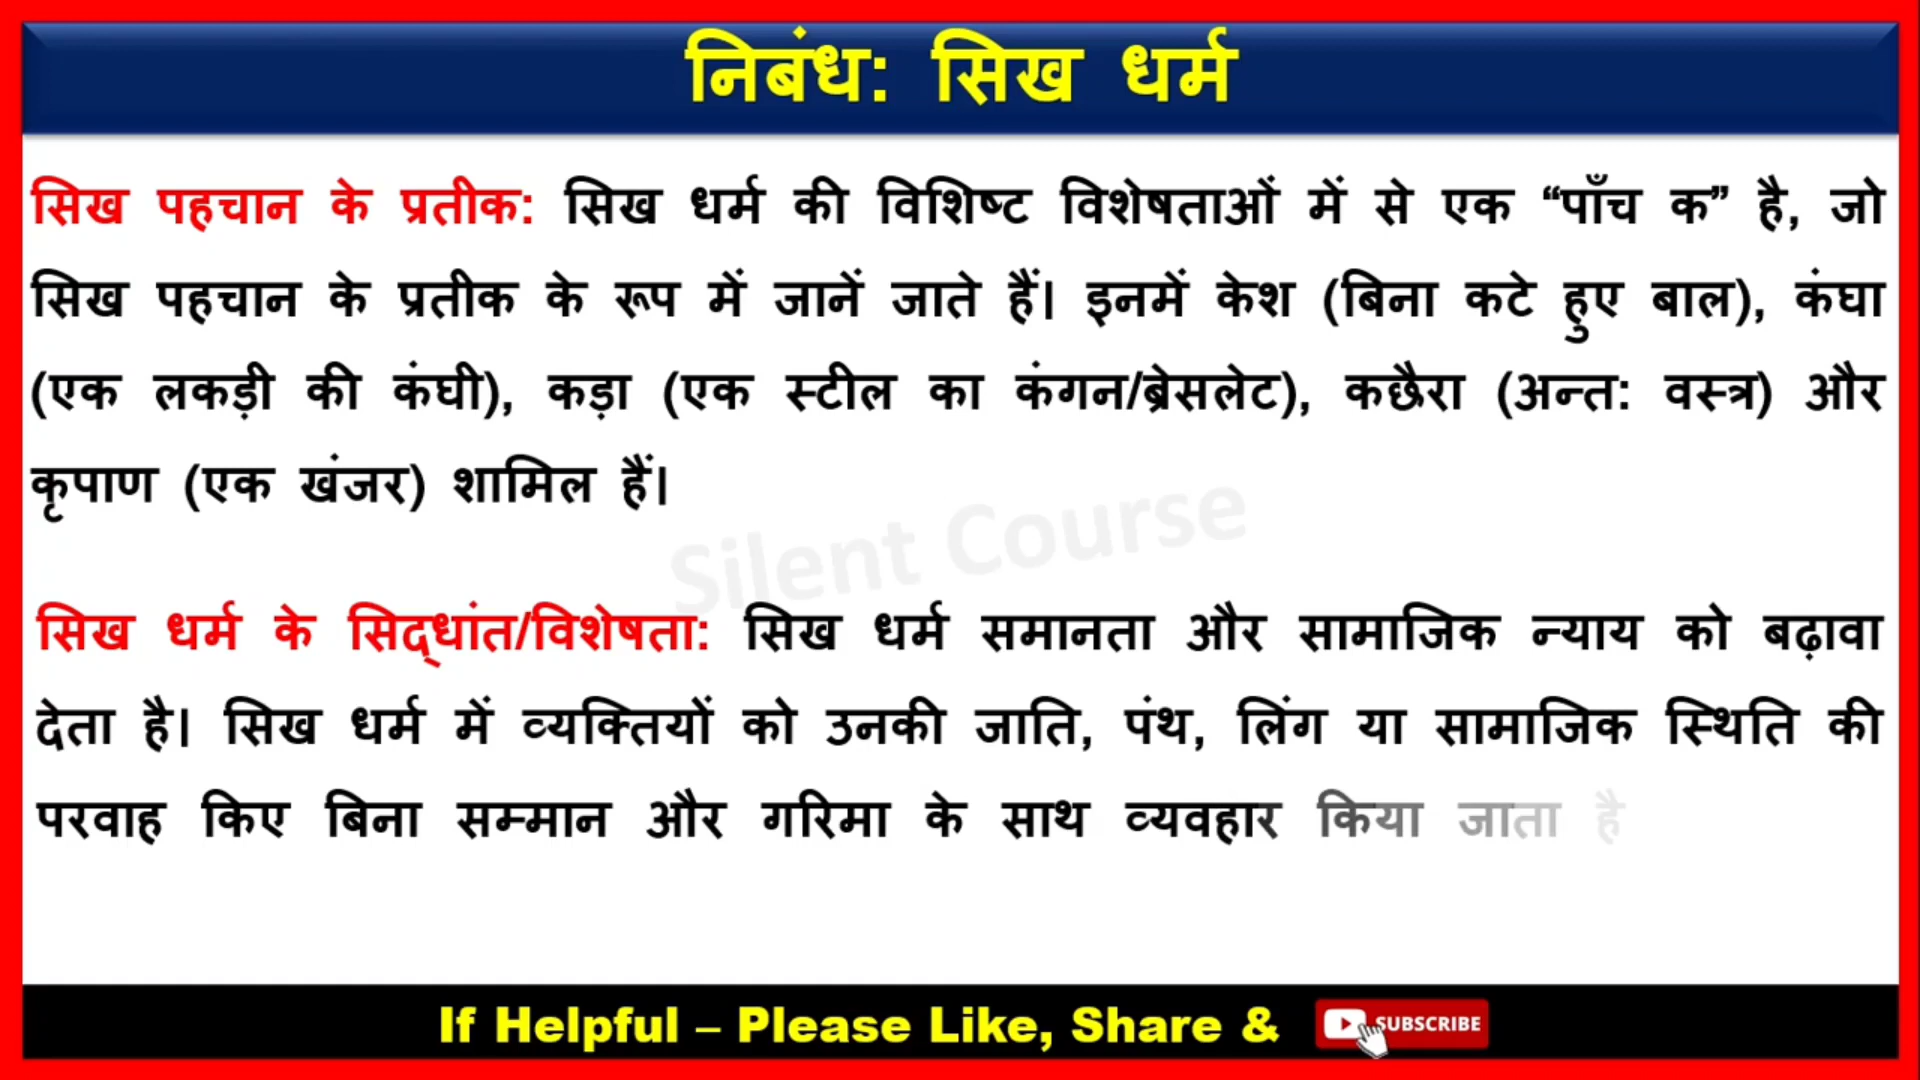 निबंध: सिख धर्म
सिख पहचान के प्रतीक: सिख धर्म की विशिष्ट विशेषताओं में से एक “पाँच क” है, जो
सिख पहचान के प्रतीक के रूप में जानें जाते हैं। इनमें केश (बिना कटे हुए बाल), कंघा
(एक लकड़ी की कंघी), कड़ा (एक स्टील का कंगन/ब्रेसलेट), कछैरा (अन्त: वस्त्र) और
कृपाण (एक खंजर) शामिल हैं।
Silent Course
सिख धर्म के सिद्धांत/विशेषता: सिख धर्म समानता और सामाजिक न्याय को बढ़ावा
देता है। सिख धर्म में व्यक्तियों को उनकी जाति, पंथ, लिंग या सामाजिक स्थिति की
परवाह किए बिना सम्मान और गरिमा के साथ व्यवहार किया जाता है
If Helpful – Please Like, Share & SUBSCRIBE